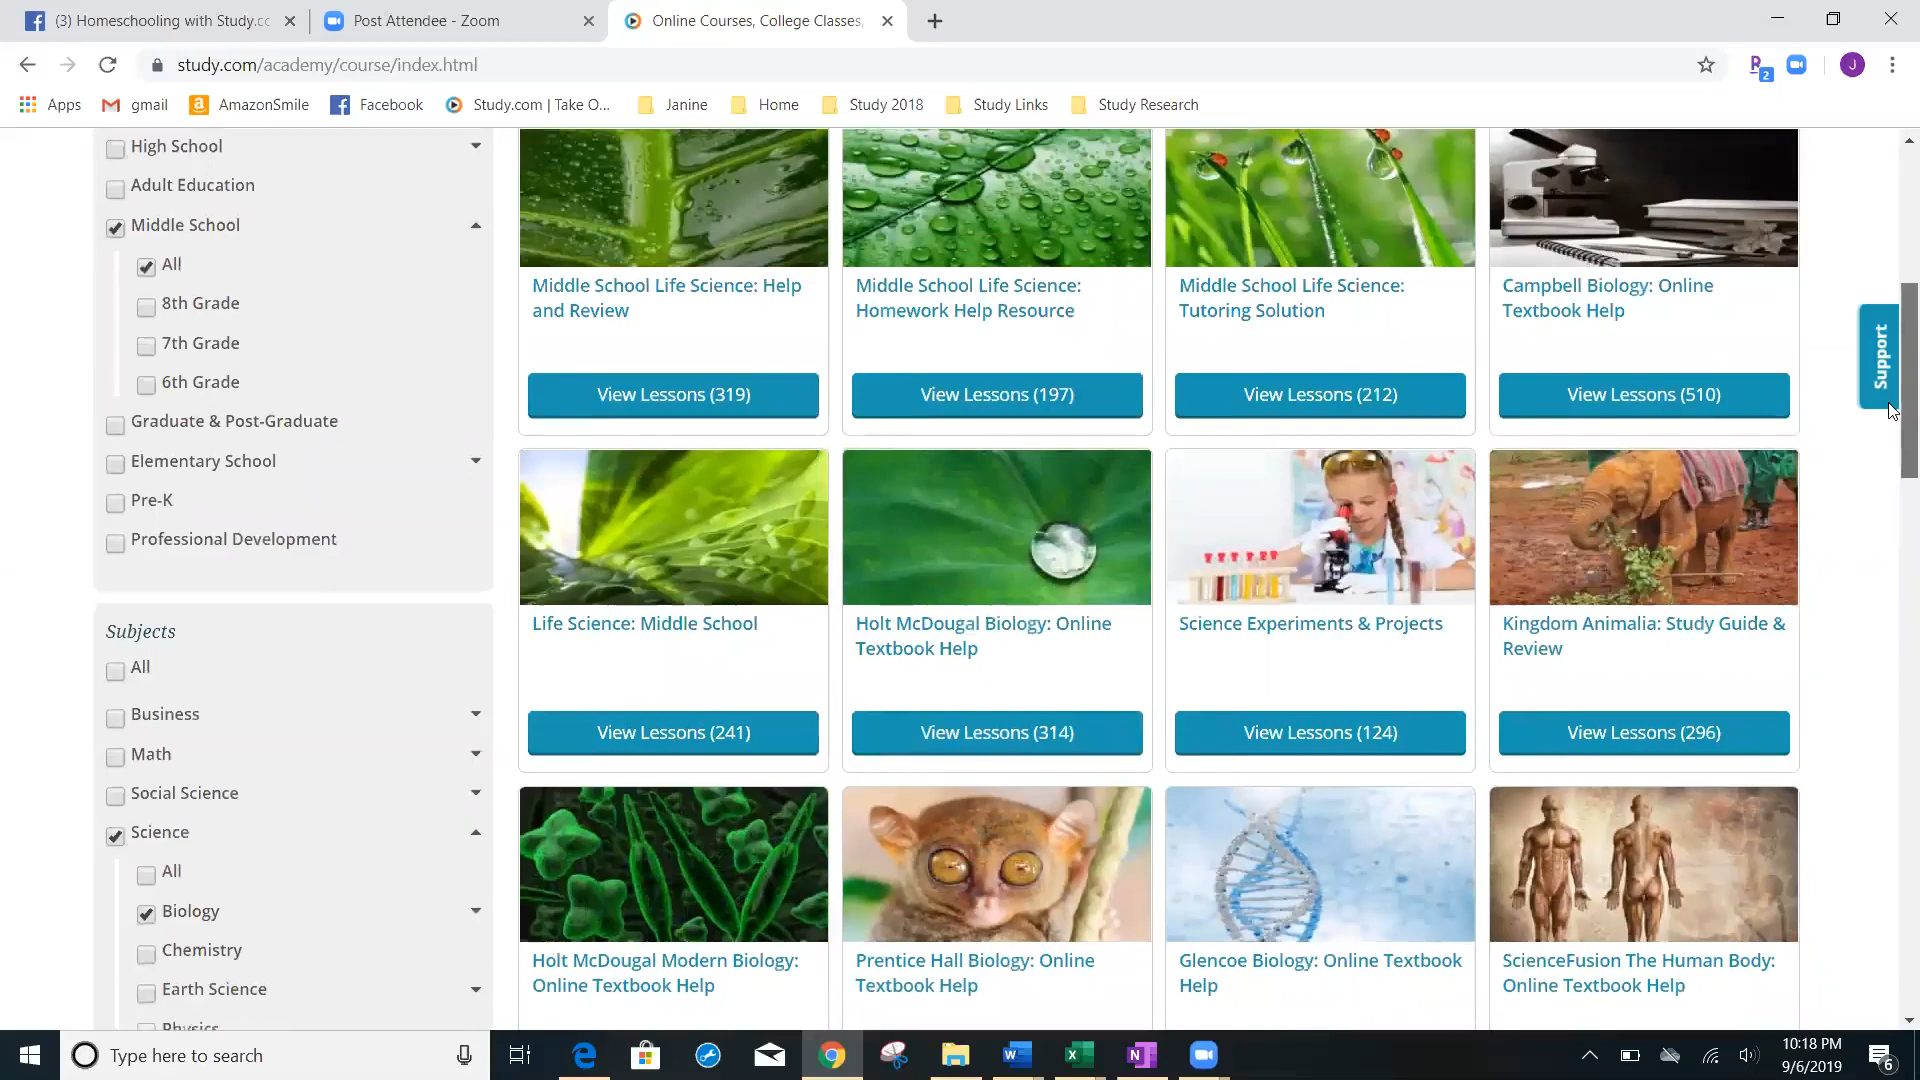 (3) Homeschooling with Study.co
Post Attendee - Zoom
Online Courses, College Classes,
study.com/academy/course/index.html
2
J
Apps
gmail
AmazonSmile
Facebook
Study.com | Take O...
Janine
Home
Study 2018
Study Links
Study Research
High School
Adult Education
Middle School
All
8th Grade
7th Grade
6th Grade
Graduate & Post-Graduate
Elementary School
Pre-K
Professional Development
Subjects
All
Business
Math
Social Science
Science
All
Biology
Chemistry
Earth Science
Physics
Middle School Life Science: Help
and Review
View Lessons (319)
Middle School Life Science:
Homework Help Resource
View Lessons (197)
Middle School Life Science:
Tutoring Solution
View Lessons (212)
Campbell Biology: Online
Textbook Help
View Lessons (510)
Life Science: Middle School
View Lessons (241)
Holt McDougal Biology: Online
Textbook Help
View Lessons (314)
Science Experiments & Projects
View Lessons (124)
Kingdom Animalia: Study Guide &
Review
View Lessons (296)
Holt McDougal Modern Biology:
Online Textbook Help
Prentice Hall Biology: Online
Textbook Help
Glencoe Biology: Online Textbook
Help
ScienceFusion The Human Body:
Online Textbook Help
Support
Type here to search
10:18 PM
9/6/2019
6